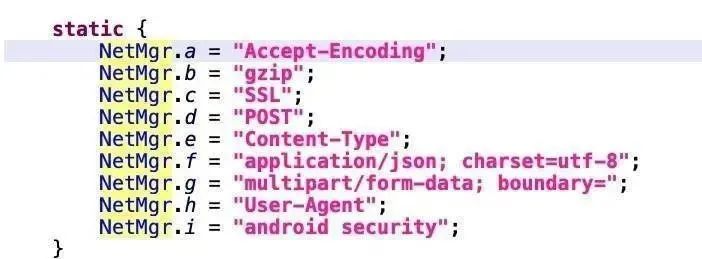 static {
NetMgr.a = "Accept-Encoding";
NetMgr.b = "gzip";
NetMgr.c = "SSL";
NetMgr.d = "POST";
NetMgr.e = "Content-Type";
NetMgr.f = "application/json; charset=utf-8";
NetMgr.g = "multipart/form-data; boundary=";
NetMgr.h = "User-Agent";
NetMgr.i = "android security";
}